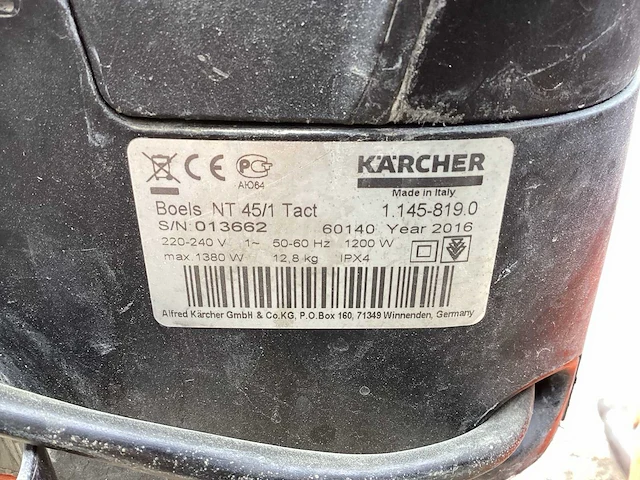 KÄRCHER
Made in Italy
АЮ64
Boels NT 45/1 Tact 1.145-819.0
S/N 013662 60140 Year 2016
220-240 V 1~ 50-60 Hz 1200 W
max.1380 W 12,8 kg IPX4
Alfred Kärcher GmbH & Co.KG, P.O.Box 160, 71349 Winnenden, Germany